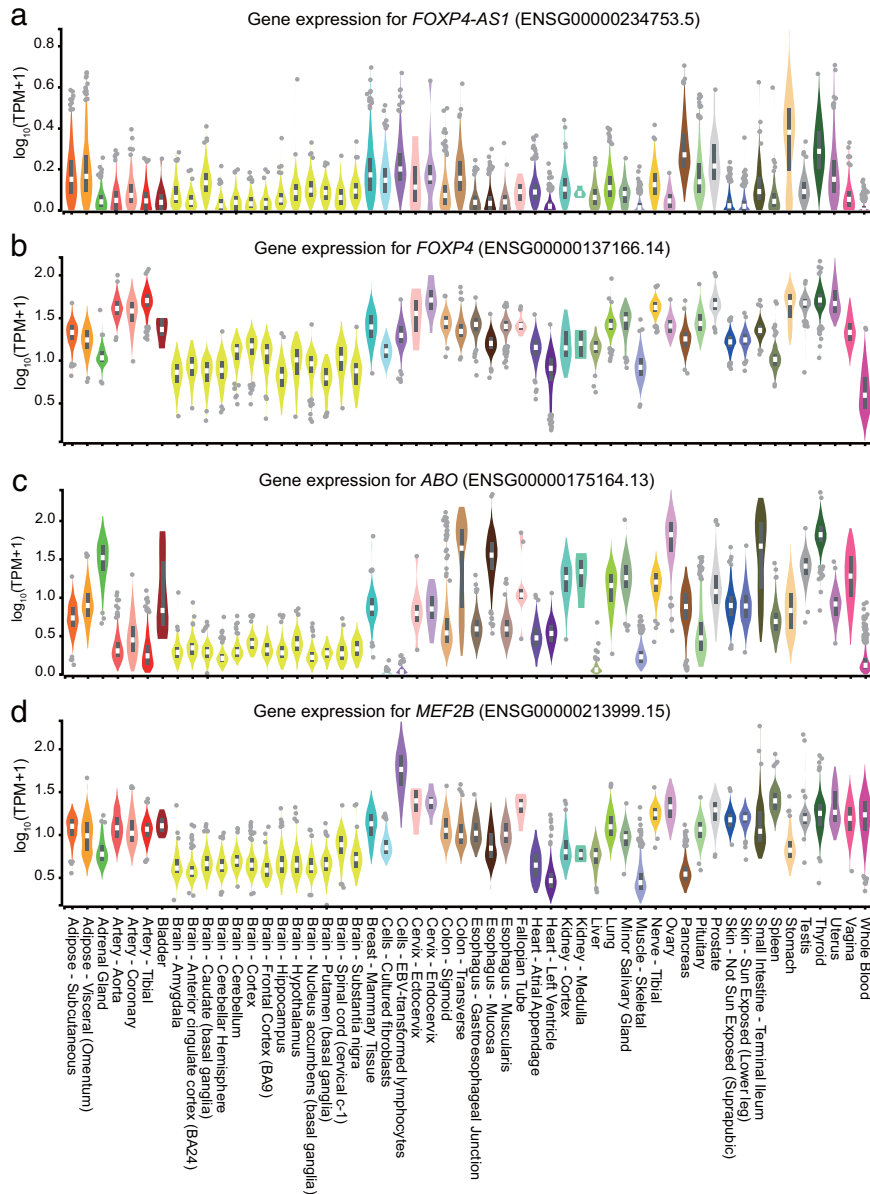 a
Gene expression for FOXP4-AS1 (ENSG00000234753.5)
log10(TPM+1)
0.8
0.6
0.4
0.2
0.0
b
Gene expression for FOXP4 (ENSG00000137166.14)
log10(TPM+1)
2.0
1.5
1.0
0.5
c
Gene expression for ABO (ENSG00000175164.13)
log10(TPM+1)
2.0
1.5
1.0
0.5
0.0
d
Gene expression for MEF2B (ENSG00000213999.15)
log10(TPM+1)
2.0
1.5
1.0
0.5
Adipose - Subcutaneous
Adipose - Visceral (Omentum)
Adrenal Gland
Artery - Aorta
Artery - Coronary
Artery - Tibial
Bladder
Brain - Amygdala
Brain - Anterior cingulate cortex (BA24)
Brain - Caudate (basal ganglia)
Brain - Cerebellar Hemisphere
Brain - Cerebellum
Brain - Cortex
Brain - Frontal Cortex (BA9)
Brain - Hippocampus
Brain - Hypothalamus
Brain - Nucleus accumbens (basal ganglia)
Brain - Putamen (basal ganglia)
Brain - Spinal cord (cervical c-1)
Brain - Substantia nigra
Breast - Mammary Tissue
Cells - Cultured fibroblasts
Cells - EBV-transformed lymphocytes
Cervix - Ectocervix
Cervix - Endocervix
Colon - Sigmoid
Colon - Transverse
Esophagus - Gastroesophageal Junction
Esophagus - Mucosa
Esophagus - Muscularis
Fallopian Tube
Heart - Atrial Appendage
Heart - Left Ventricle
Kidney - Cortex
Kidney - Medulla
Liver
Lung
Minor Salivary Gland
Muscle - Skeletal
Nerve - Tibial
Ovary
Pancreas
Pituitary
Prostate
Skin - Not Sun Exposed (Suprapubic)
Skin - Sun Exposed (Lower leg)
Small Intestine - Terminal Ileum
Spleen
Stomach
Testis
Thyroid
Uterus
Vagina
Whole Blood